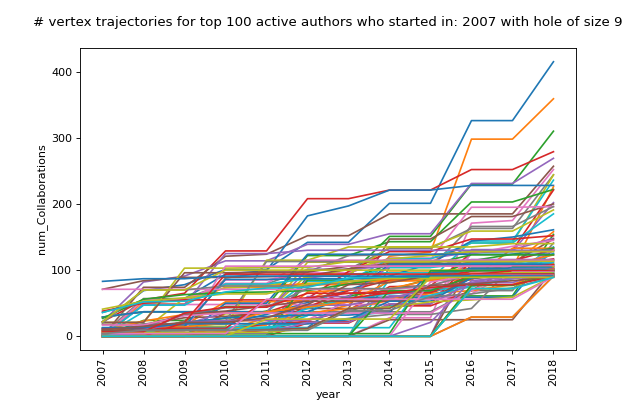 # vertex trajectories for top 100 active authors who started in: 2007 with hole of size 9
400
300
200
100
0
num_Collaborations
2007 2008 2009 2010 2011 2012 2013 2014 2015 2016 2017 2018
year